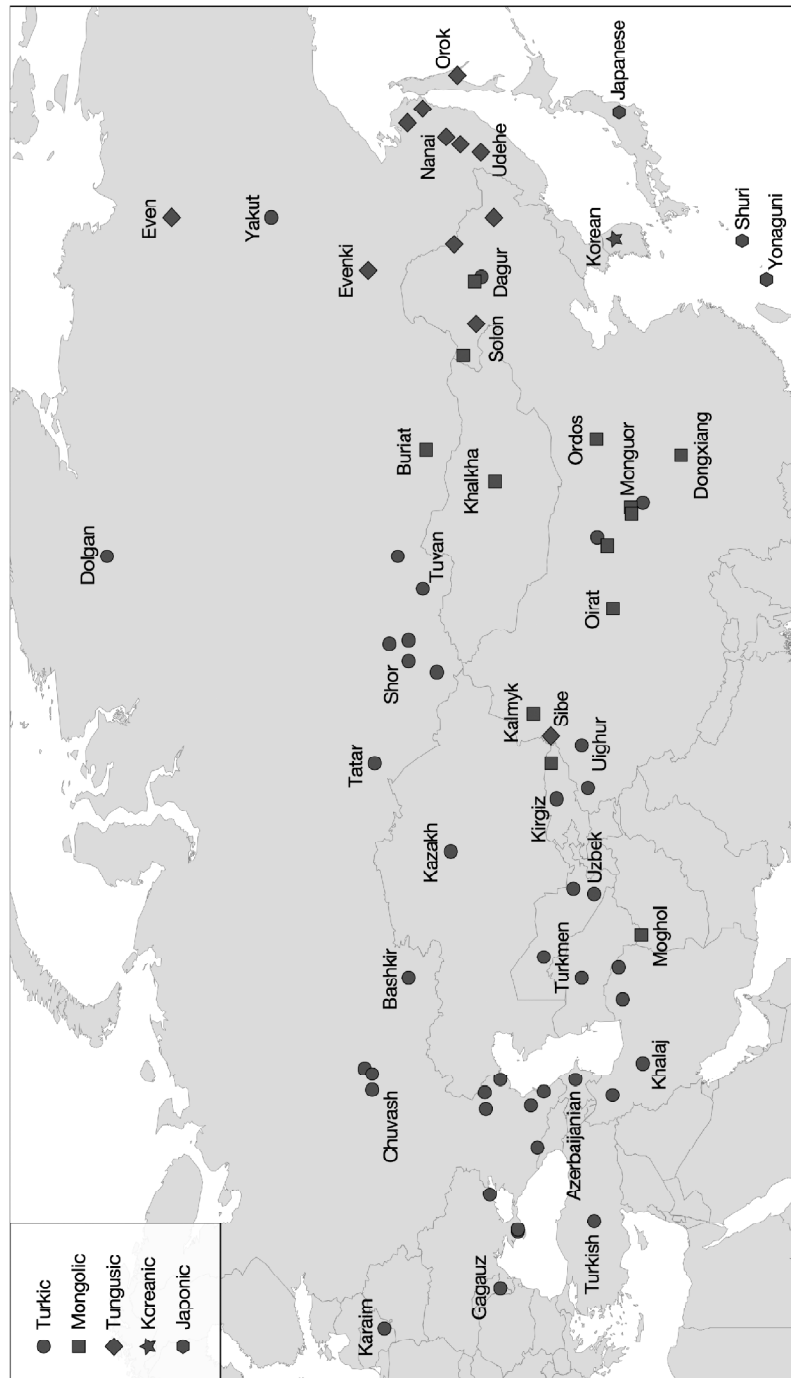 Turkic
Mongolic
Tungusic
Koreanic
Japonic
Dolgan
Even
Yakut
Evenki
Tatar
Karaim
Chuvash
Bashkir
Shor
Buriat
Nanai
Kazakh
Tuvan
Orok
Khalkha
Gagauz
Solon
Udehe
Dagur
Kalmyk
Kirgiz
Sibe
Turkmen
Ordos
Azerbaijanian
Turkish
Oirat
Korean
Uzbek
Uighur
Japanese
Monguor
Khalaj
Moghol
Dongxiang
Shuri
Yonaguni